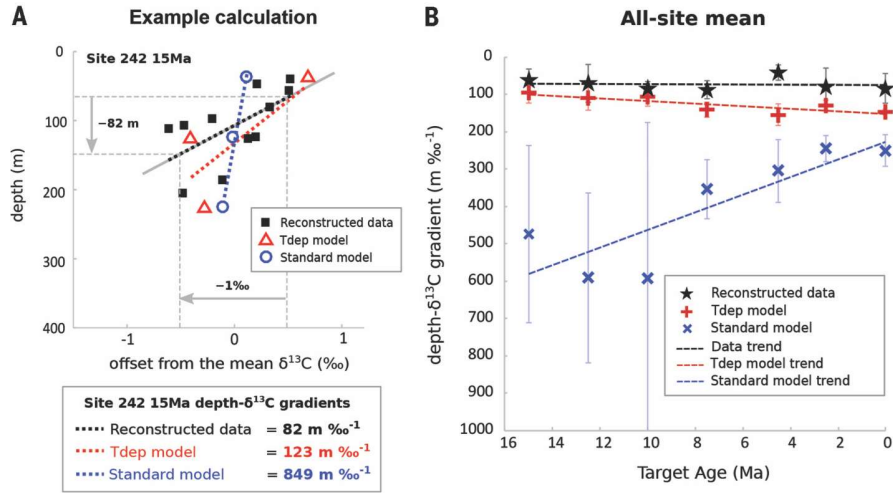 A
Example calculation
Site 242 15Ma
~82 m
~1‰
Reconstructed data
Tdep model
Standard model
0
100
200
300
400
depth (m)
-1
0
1
offset from the mean δ¹³C (‰)
Site 242 15Ma depth-δ¹³C gradients
Reconstructed data = 82 m ‰⁻¹
Tdep model = 123 m ‰⁻¹
Standard model = 849 m ‰⁻¹
B
All-site mean
0
100
200
300
400
500
600
700
800
900
1000
depth-δ¹³C gradient (m ‰⁻¹)
Reconstructed data
Tdep model
Standard model
Data trend
Tdep model trend
Standard model trend
16 14 12 10 8 6 4 2 0
Target Age (Ma)